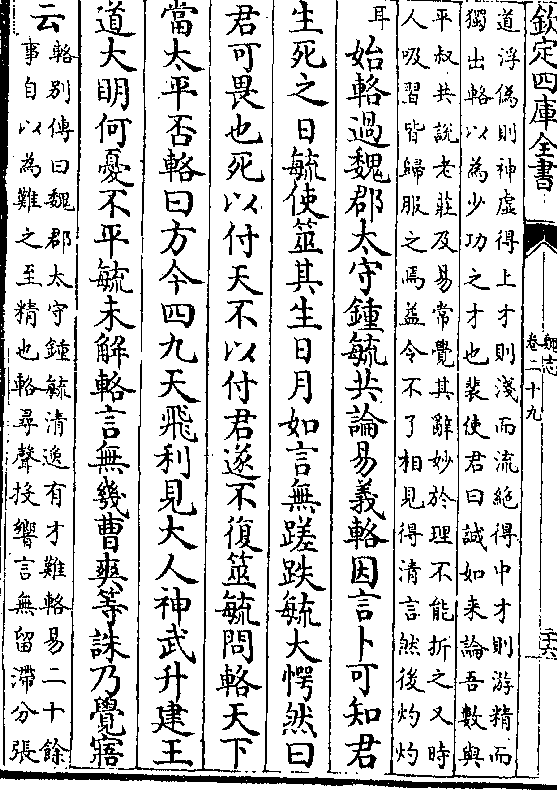 欽定四庫全書
魏志
卷二十九
二十六
道浮偽則神虛得上才則淺而流絶得中才則游精而
獨出輅以為少功之才也裴使君曰誠如来論吾數與
平叔共說老莊及易常覺其辭妙於理不能折之又時
人吸習皆歸服之焉益令不了相見得清言然後灼灼
耳
始輅過魏郡太守鍾毓共論易義輅因言卜可知君
生死之日毓使筮其生日月如言無蹉跌毓大愕然曰
君可畏也死以付天不以付君遂不復筮毓問輅天下
當太平否輅曰方今四九天飛利見大人神武升建王
道大明何憂不平毓未解輅言無幾曹爽等誅乃覺寤
云
輅别傳曰魏郡太守鍾毓清逸有才難輅易二十餘
事自以為難之至精也輅尋聲投響言無留滯分張